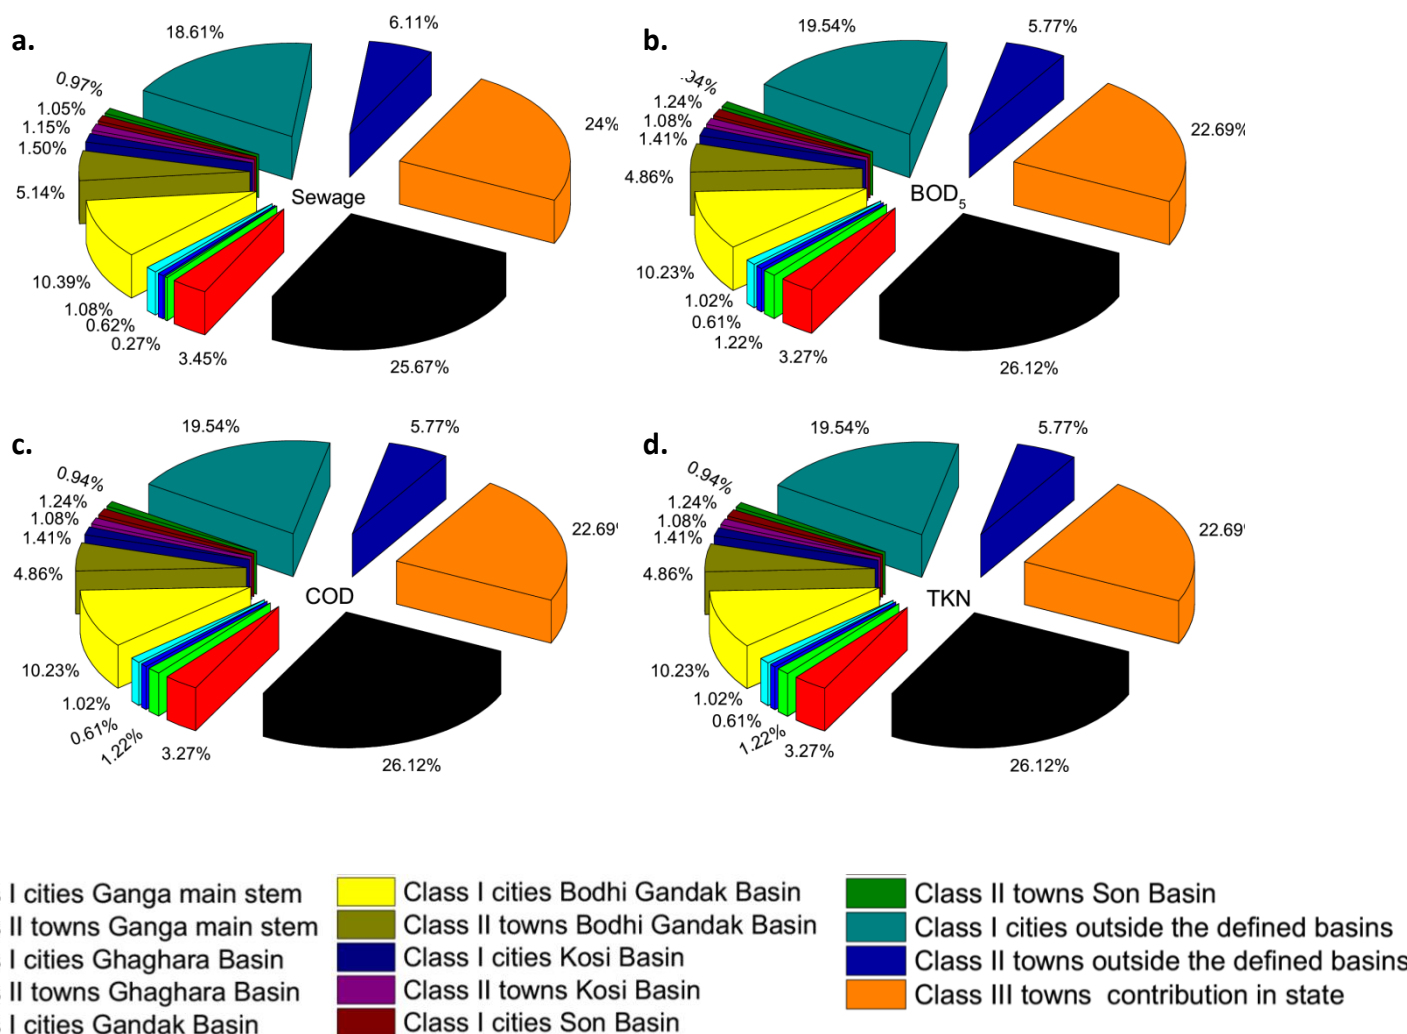 a.
18.61%
6.11%
0.97%
1.05%
1.15%
1.50%
5.14%
24%
Sewage
10.39%
1.08%
0.62%
0.27%
3.45%
25.67%
b.
19.54%
5.77%
.94%
1.24%
1.08%
1.41%
4.86%
22.69%
BOD5
10.23%
1.02%
0.61%
1.22%
3.27%
26.12%
c.
19.54%
5.77%
0.94%
1.24%
1.08%
1.41%
4.86%
22.69%
COD
10.23%
1.02%
0.61%
1.22%
3.27%
26.12%
d.
19.54%
5.77%
0.94%
1.24%
1.08%
1.41%
4.86%
22.69%
TKN
10.23%
1.02%
0.61%
1.22%
3.27%
26.12%
s I cities Ganga main stem
s II towns Ganga main stem
s I cities Ghaghara Basin
s II towns Ghaghara Basin
s I cities Gandak Basin
Class I cities Bodhi Gandak Basin
Class II towns Bodhi Gandak Basin
Class I cities Kosi Basin
Class II towns Kosi Basin
Class I cities Son Basin
Class II towns Son Basin
Class I cities outside the defined basins
Class II towns outside the defined basins
Class III towns contribution in state